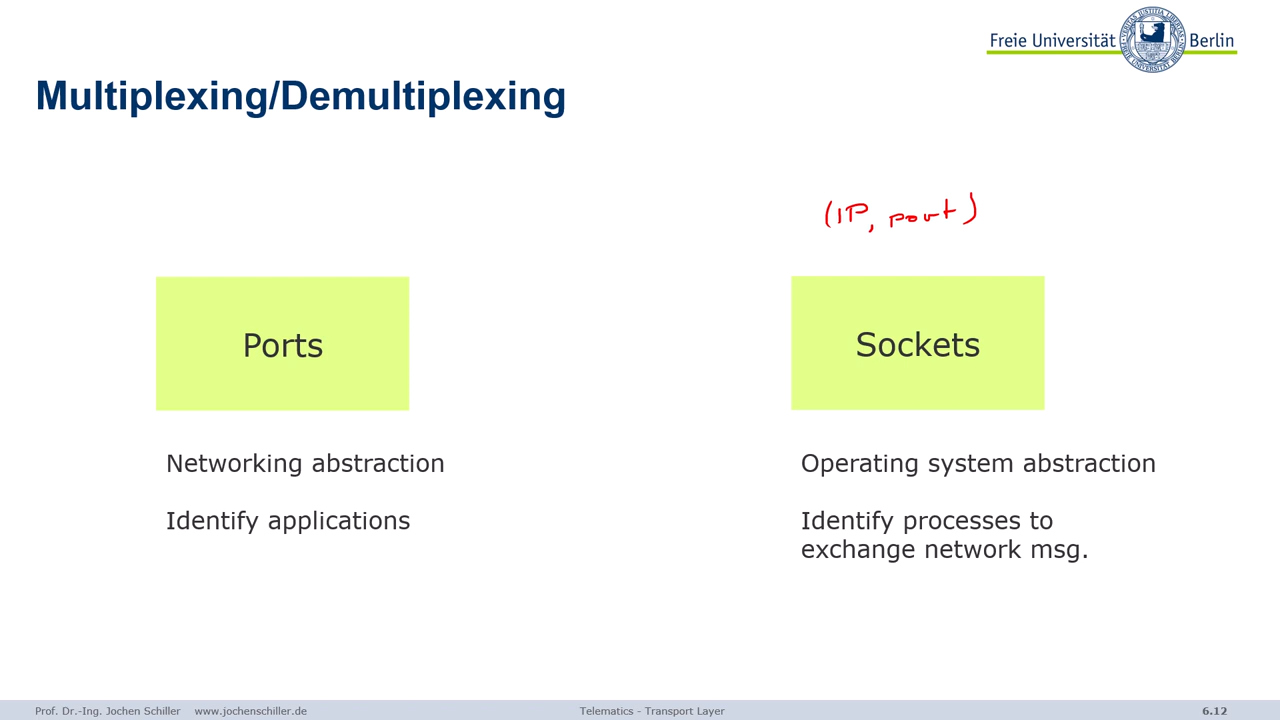 Freie Universität Berlin
Multiplexing/Demultiplexing
(IP, port)
Ports
Sockets
Networking abstraction
Identify applications
Operating system abstraction
Identify processes to
exchange network msg.
Prof. Dr.-Ing. Jochen Schiller www.jochenschiller.de Telematics - Transport Layer 6.12